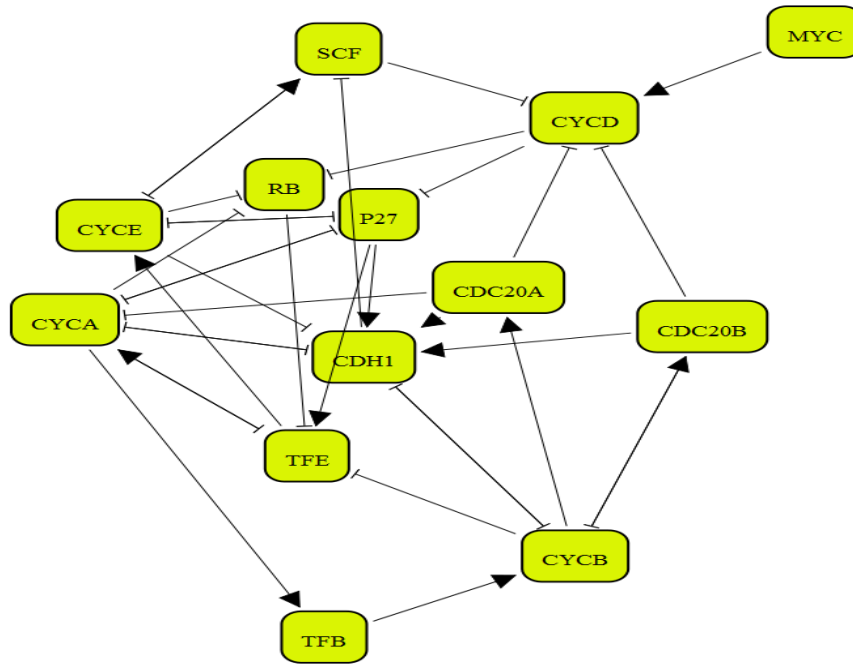 MYC
SCF
CYCD
RB
P27
CYCE
CDC20A
CYCA
CDC20B
CDH1
TFE
CYCB
TFB